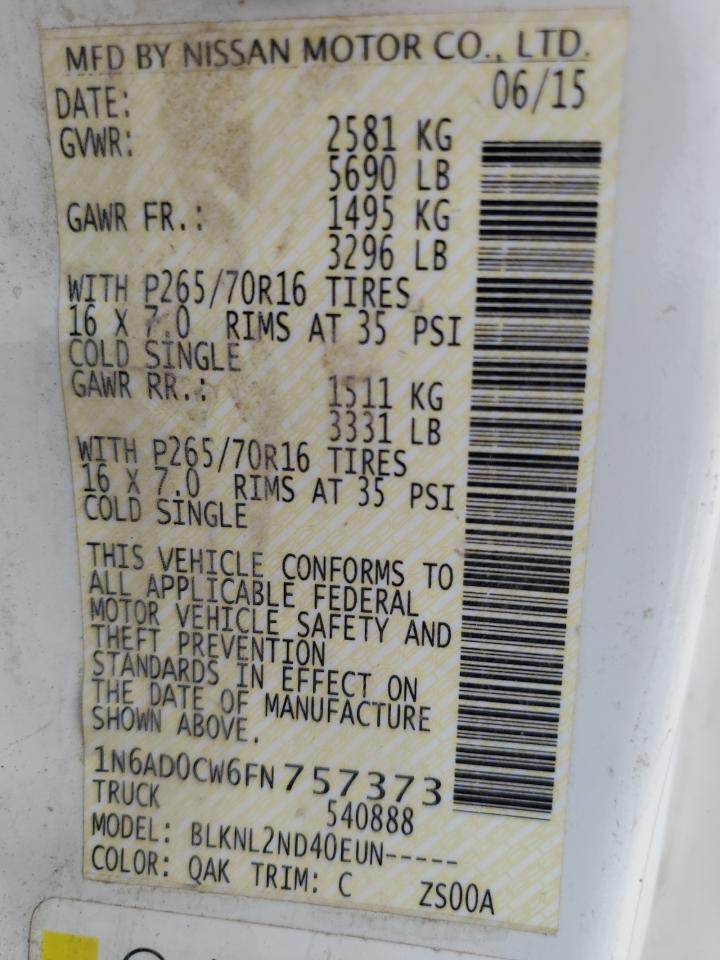 MFD BY NISSAN MOTOR CO., LTD.
DATE: 06/15
GVWR: 2581 KG
5690 LB
GAWR FR.: 1495 KG
3296 LB
WITH P265/70R16 TIRES
16 X 7.0 RIMS AT 35 PSI
COLD SINGLE
GAWR RR.: 1511 KG
3331 LB
WITH P265/70R16 TIRES
16 X 7.0 RIMS AT 35 PSI
COLD SINGLE
THIS VEHICLE CONFORMS TO
ALL APPLICABLE FEDERAL
MOTOR VEHICLE SAFETY AND
THEFT PREVENTION
STANDARDS IN EFFECT ON
THE DATE OF MANUFACTURE
SHOWN ABOVE.
1N6AD0CW6FN757373
TRUCK 540888
MODEL: BLKNL2ND40EUN-----
COLOR: QAK TRIM: C ZS00A